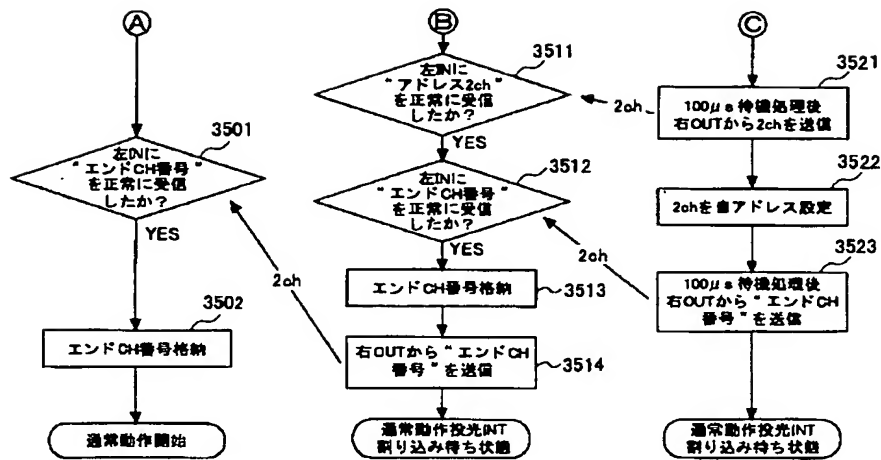 A
左INに
“エンドCH番号”
を正常に受信
したか？
3501
YES
2ch
3502
エンドCH番号格納
通常動作開始
B
左INに
“アドレス2ch”
を正常に受信
したか？
3511
YES
2ch
左INに
“エンドCH番号”
を正常に受信
したか？
3512
YES
2ch
エンドCH番号格納
3513
右OUTから“エンドCH
番号”を送信
3514
通常動作投光INT
割り込み待ち状態
C
3521
100μs待機処理後
右OUTから2chを送信
3522
2chを自アドレス設定
3523
100μs待機処理後
右OUTから“エンドCH
番号”を送信
通常動作投光INT
割り込み待ち状態